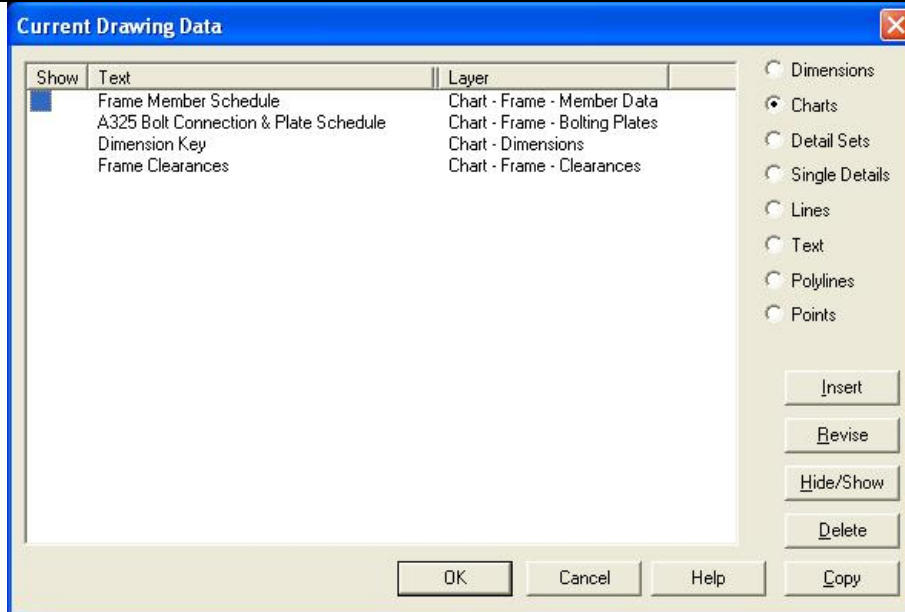 Current Drawing Data
Show Text Layer
Frame Member Schedule Chart - Frame - Member Data
A325 Bolt Connection & Plate Schedule Chart - Frame - Bolting Plates
Dimension Key Chart - Dimensions
Frame Clearances Chart - Frame - Clearances
Dimensions
Charts
Detail Sets
Single Details
Lines
Text
Polylines
Points
Insert
Revise
Hide/Show
Delete
OK Cancel Help Copy